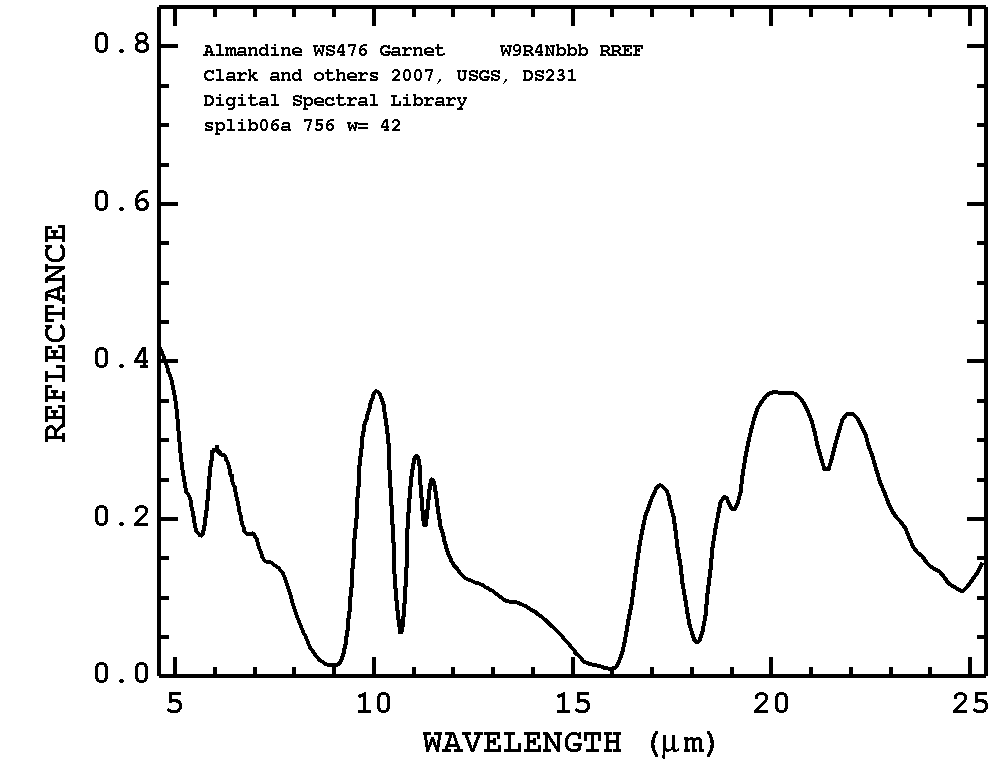 Almandine WS476 Garnet W9R4Nbbb RREF
Clark and others 2007, USGS, DS231
Digital Spectral Library
splib06a 756 w= 42
REFLECTANCE
0.8
0.6
0.4
0.2
0.0
5 10 15 20 25
WAVELENGTH (μm)